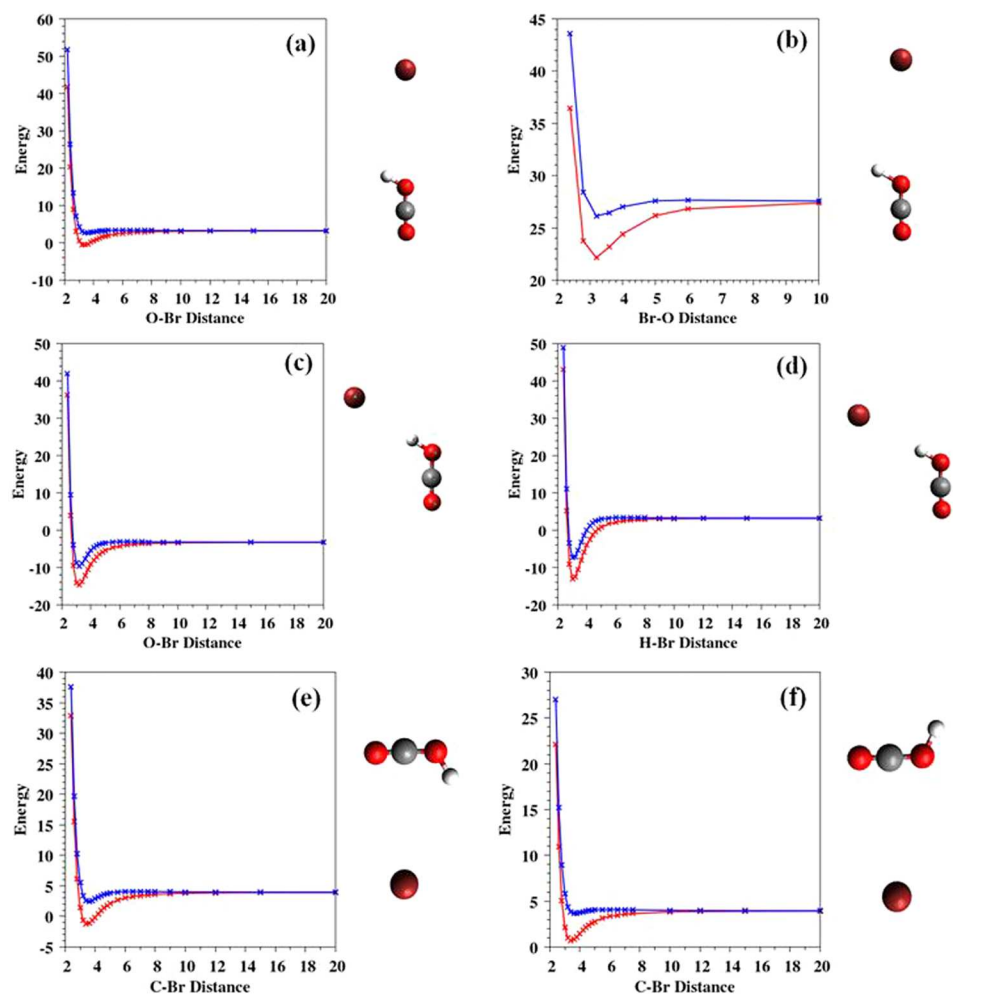 (a)
60
50
40
30
20
10
0
-10
Energy
2 4 6 8 10 12 14 16 18 20
O-Br Distance
(b)
45
40
35
30
25
20
Energy
2 3 4 5 6 7 8 9 10
Br-O Distance
(c)
50
40
30
20
10
0
-10
-20
Energy
2 4 6 8 10 12 14 16 18 20
O-Br Distance
(d)
50
40
30
20
10
0
-10
-20
Energy
2 4 6 8 10 12 14 16 18 20
H-Br Distance
(e)
40
35
30
25
20
15
10
5
0
-5
Energy
2 4 6 8 10 12 14 16 18 20
C-Br Distance
(f)
30
25
20
15
10
5
0
Energy
2 4 6 8 10 12 14 16 18 20
C-Br Distance